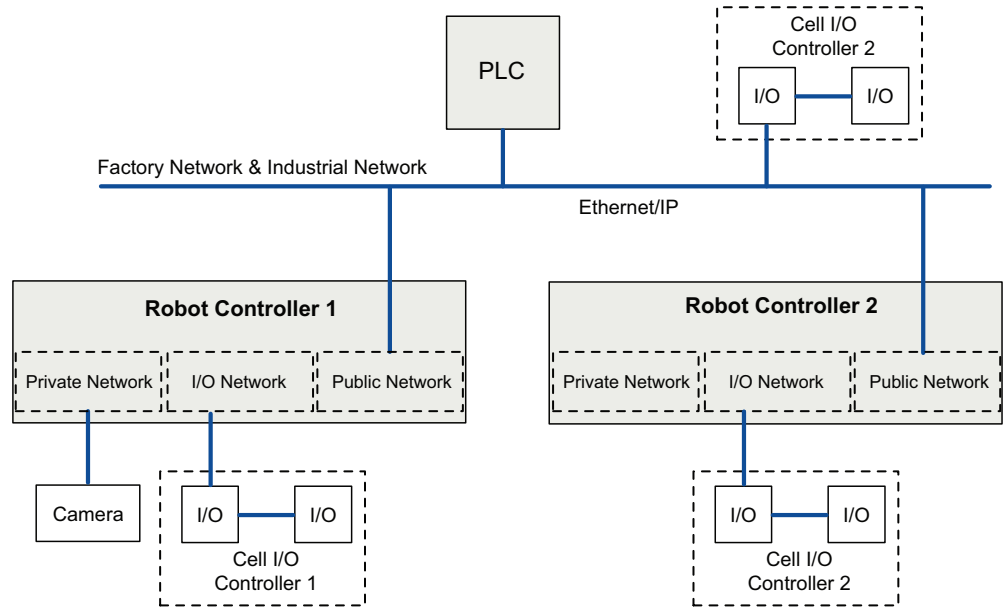 Cell I/O
Controller 2
PLC
I/O
I/O
Factory Network & Industrial Network
Ethernet/IP
Robot Controller 1
Private Network
I/O Network
Public Network
Robot Controller 2
Private Network
I/O Network
Public Network
Camera
I/O
I/O
Cell I/O
Controller 1
I/O
I/O
Cell I/O
Controller 2